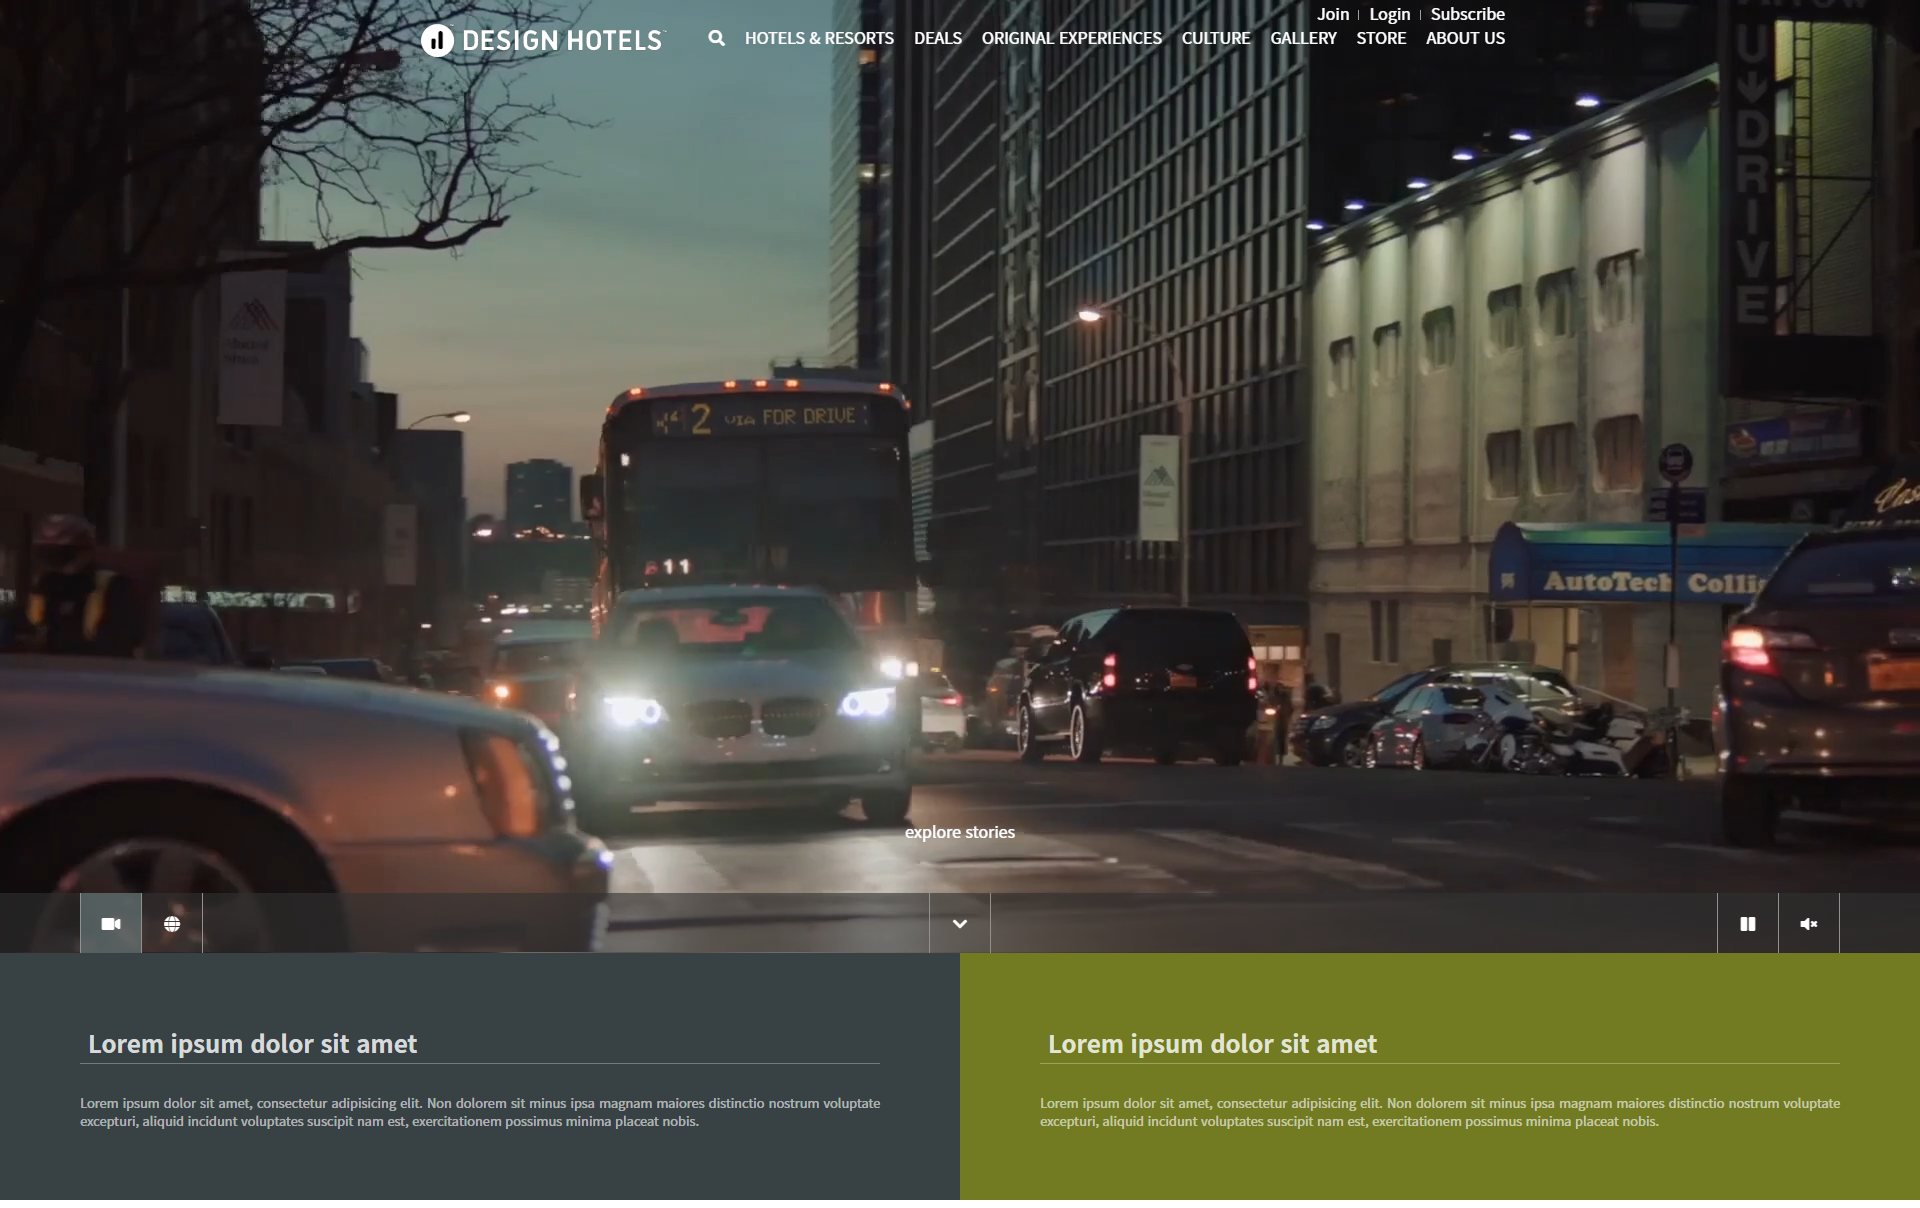 Join Login Subscribe
DESIGN HOTELS
HOTELS & RESORTS DEALS ORIGINAL EXPERIENCES CULTURE GALLERY STORE ABOUT US
U
DRIVE
2 VIA FDR DRIVE
11
AutoTech
explore stories
Lorem ipsum dolor sit amet
Lorem ipsum dolor sit amet, consectetur adipisicing elit. Non dolorem sit minus ipsa magnam maiores distinctio nostrum voluptate
excepturi, aliquid incidunt voluptates suscipit nam est, exercitationem possimus minima placeat nobis.
Lorem ipsum dolor sit amet
Lorem ipsum dolor sit amet, consectetur adipisicing elit. Non dolorem sit minus ipsa magnam maiores distinctio nostrum voluptate
excepturi, aliquid incidunt voluptates suscipit nam est, exercitationem possimus minima placeat nobis.